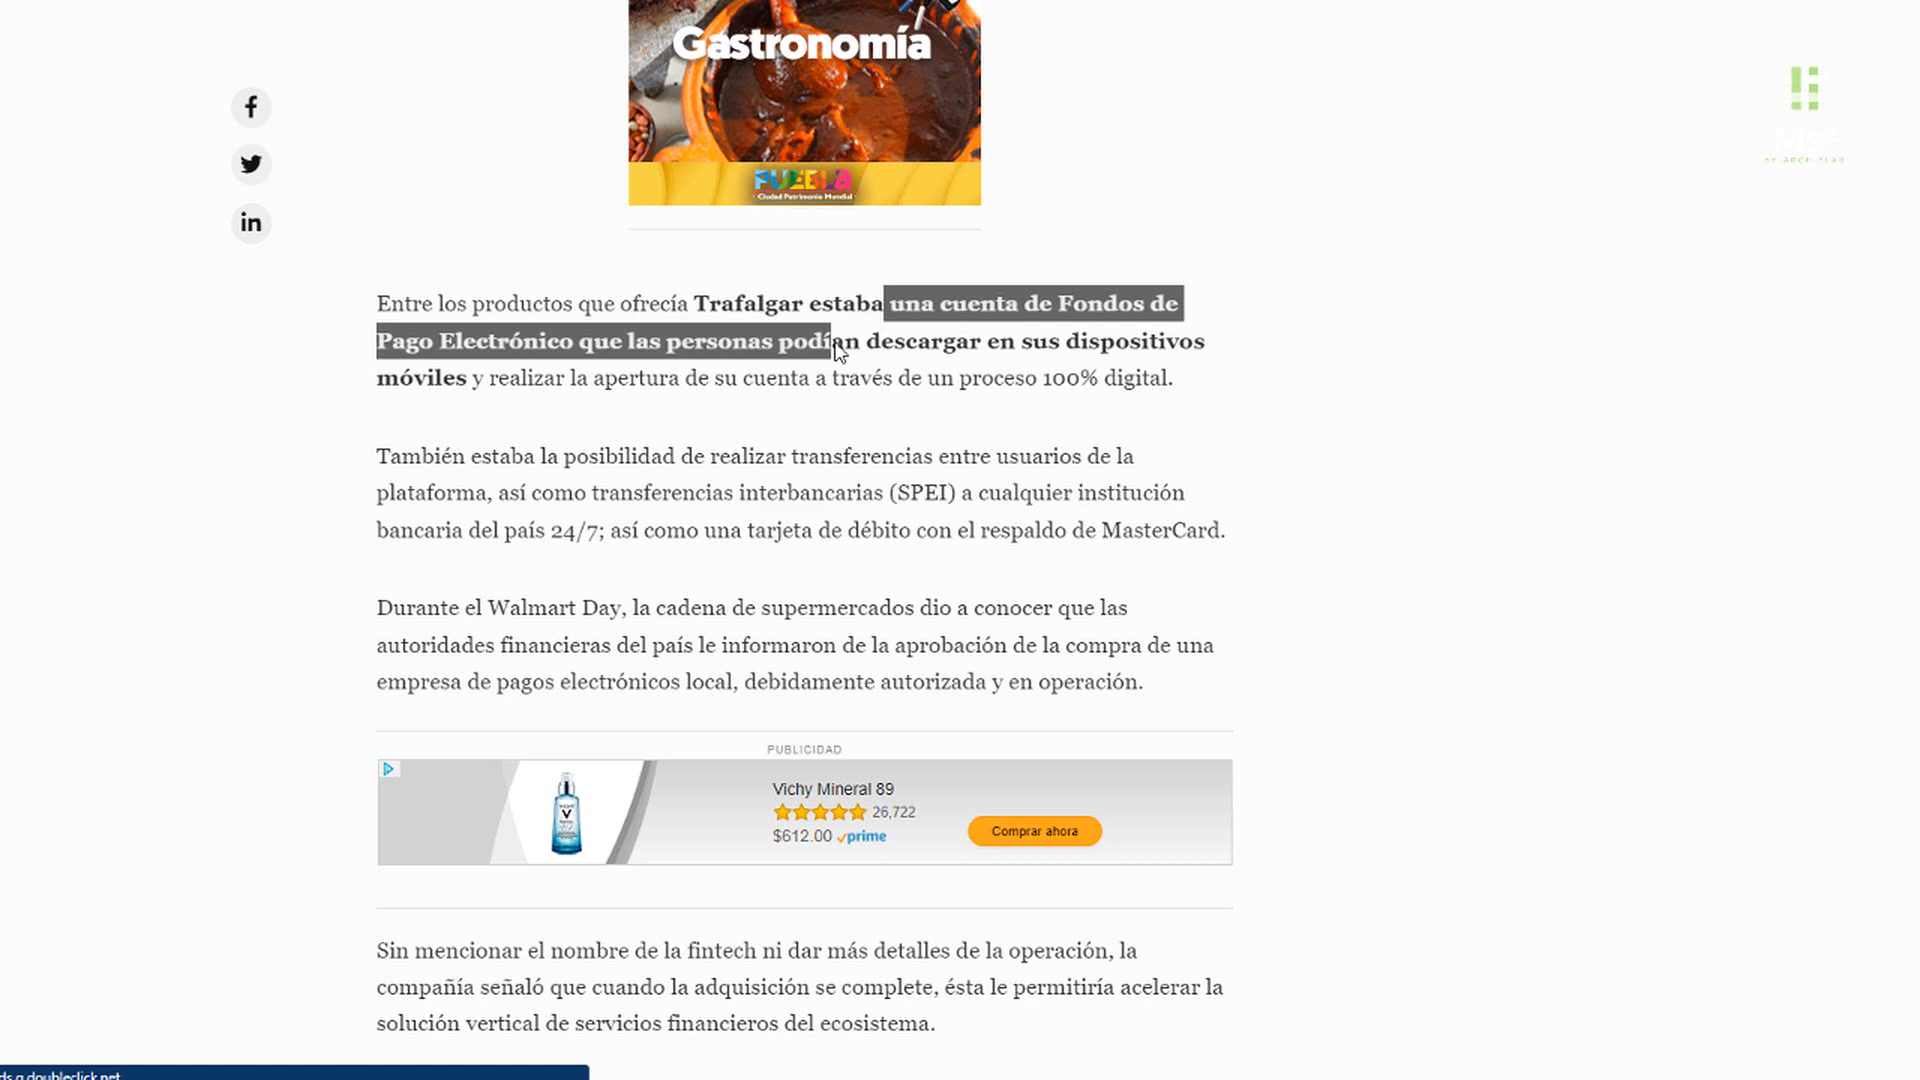 Gastronomía
PUEBLA
Ciudad Patrimonio Mundial
Entre los productos que ofrecía Trafalgar estaba una cuenta de Fondos de
Pago Electrónico que las personas podían descargar en sus dispositivos
móviles y realizar la apertura de su cuenta a través de un proceso 100% digital.
También estaba la posibilidad de realizar transferencias entre usuarios de la
plataforma, así como transferencias interbancarias (SPEI) a cualquier institución
bancaria del país 24/7; así como una tarjeta de débito con el respaldo de MasterCard.
Durante el Walmart Day, la cadena de supermercados dio a conocer que las
autoridades financieras del país le informaron de la aprobación de la compra de una
empresa de pagos electrónicos local, debidamente autorizada y en operación.
PUBLICIDAD
VICHY
Vichy Mineral 89
26,722
$612.00 prime
Comprar ahora
Sin mencionar el nombre de la fintech ni dar más detalles de la operación, la
compañía señaló que cuando la adquisición se complete, ésta le permitiría acelerar la
solución vertical de servicios financieros del ecosistema.
doubleclick.net